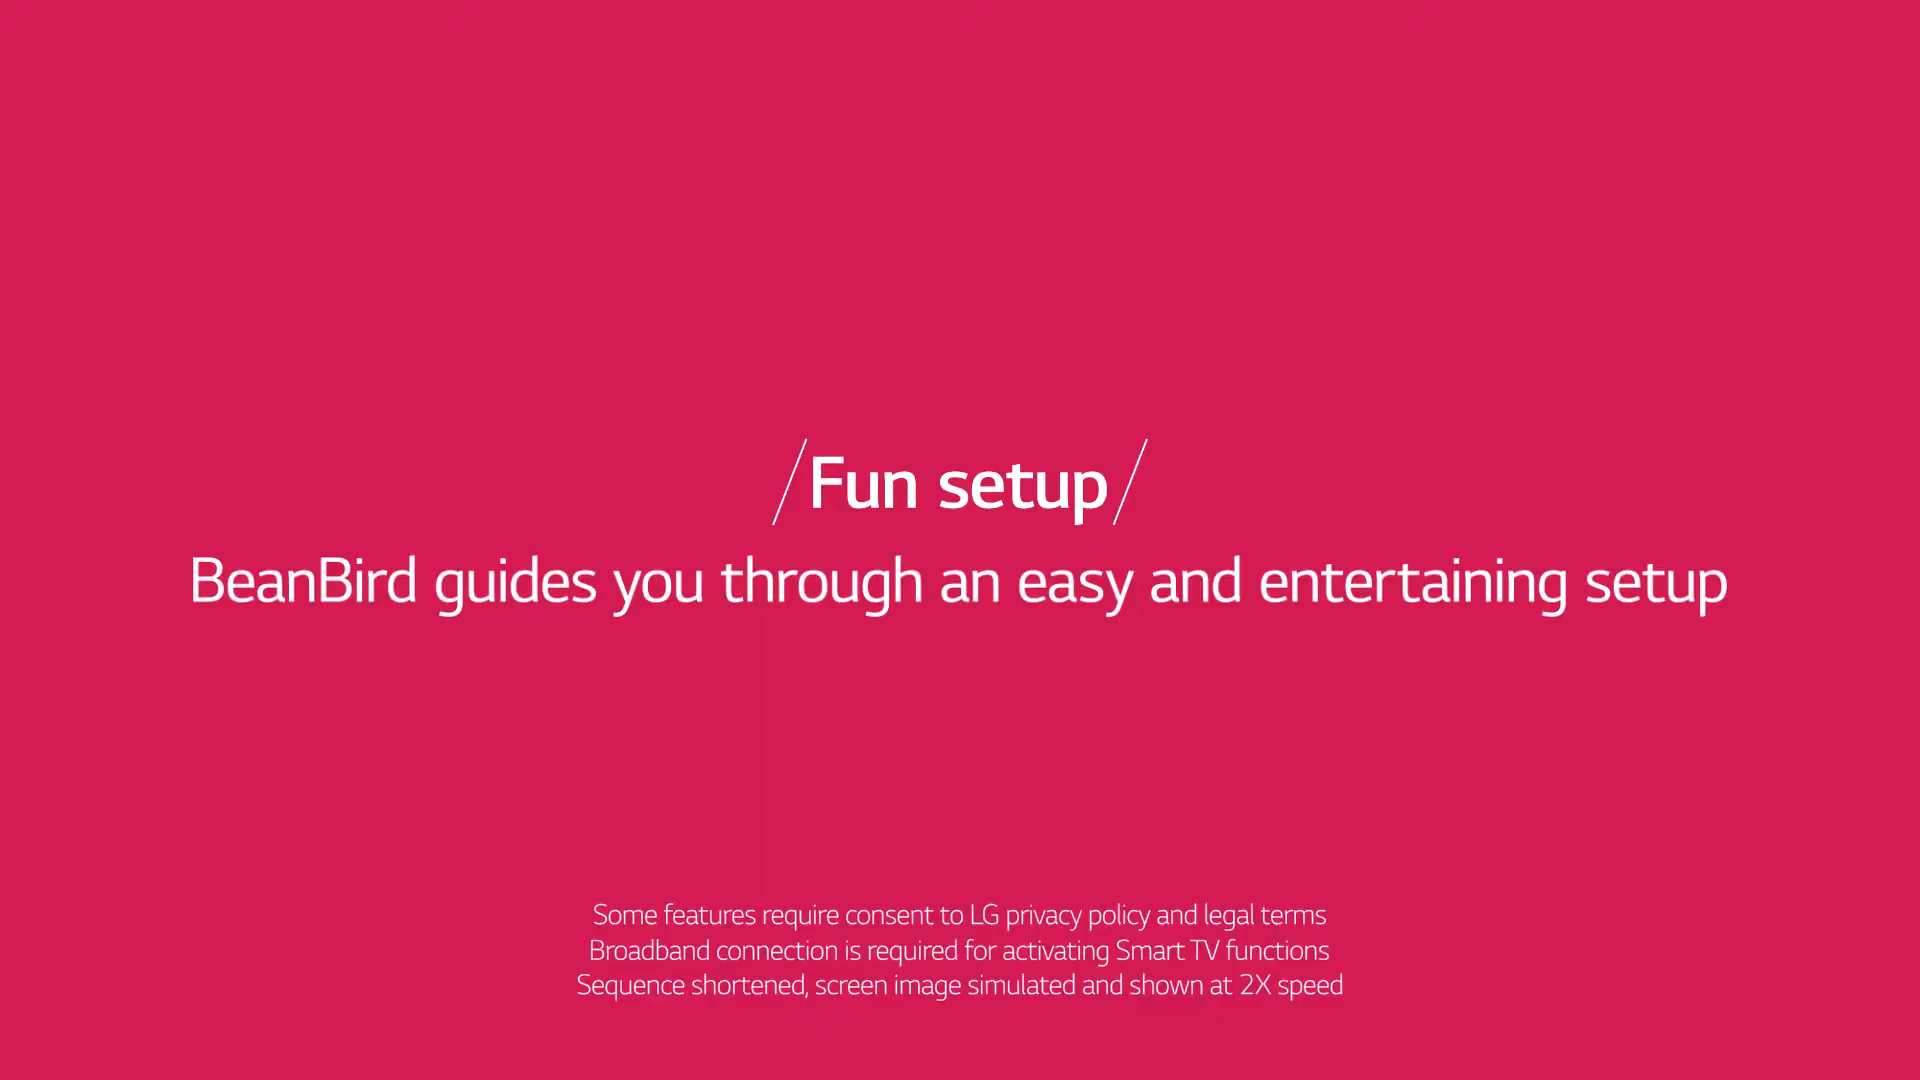 /Fun setup/
BeanBird guides you through an easy and entertaining setup
Some features require consent to LG privacy policy and legal terms
Broadband connection is required for activating Smart TV functions
Sequence shortened, screen image simulated and shown at 2X speed